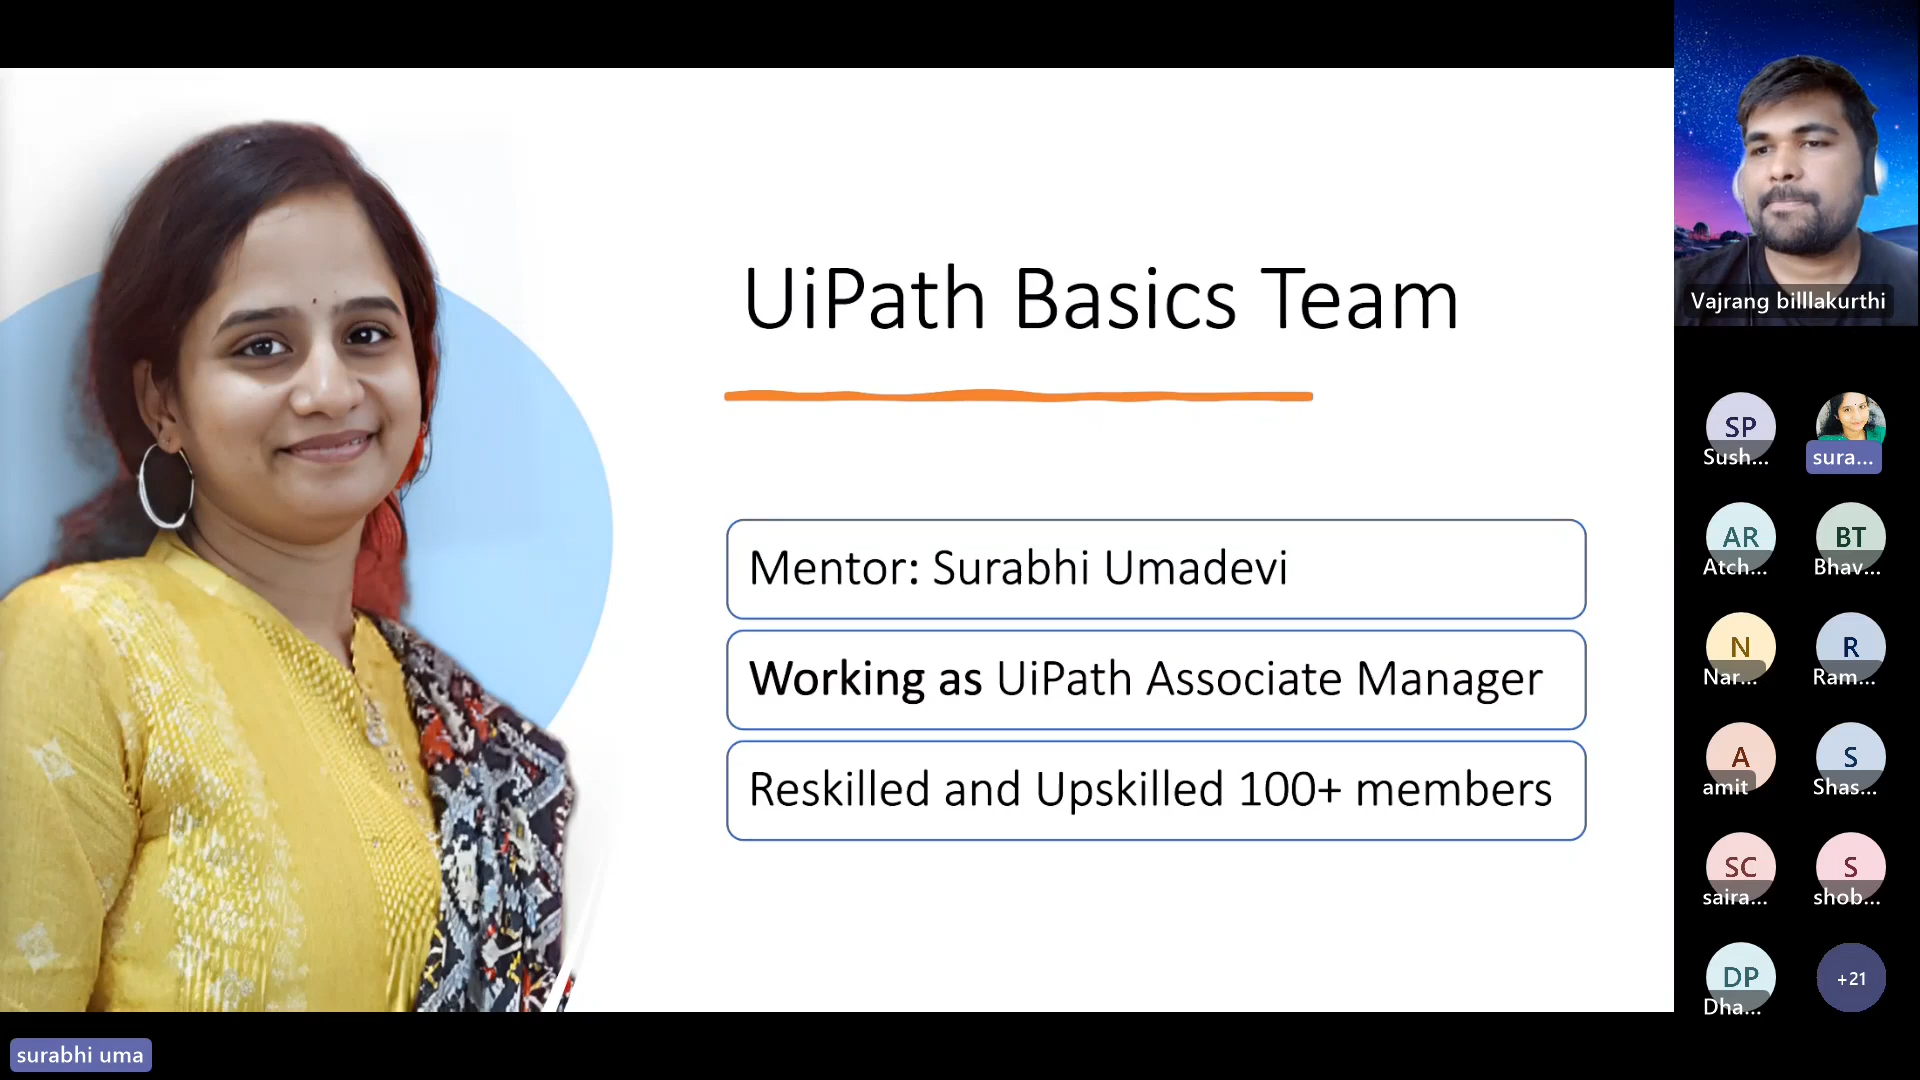 UiPath Basics Team
Mentor: Surabhi Umadevi
Working as UiPath Associate Manager
Reskilled and Upskilled 100+ members
surabhi uma
Vajrang billlakurthi
SP
Sush...
sura...
AR
Atch...
BT
Bhav...
N
Nar...
R
Ram...
A
amit
S
Shas...
SC
saira...
S
shob...
DP
Dha...
+21